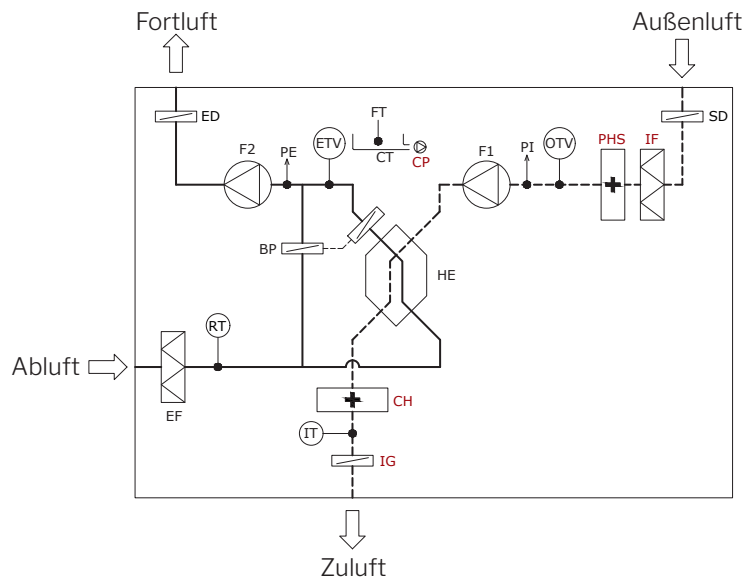 Fortluft
Außenluft
ED
SD
FT
F2
PE
ETV
CT
CP
F1
PI
OTV
PHS
IF
BP
HE
RT
Abluft
EF
CH
IT
IG
Zuluft